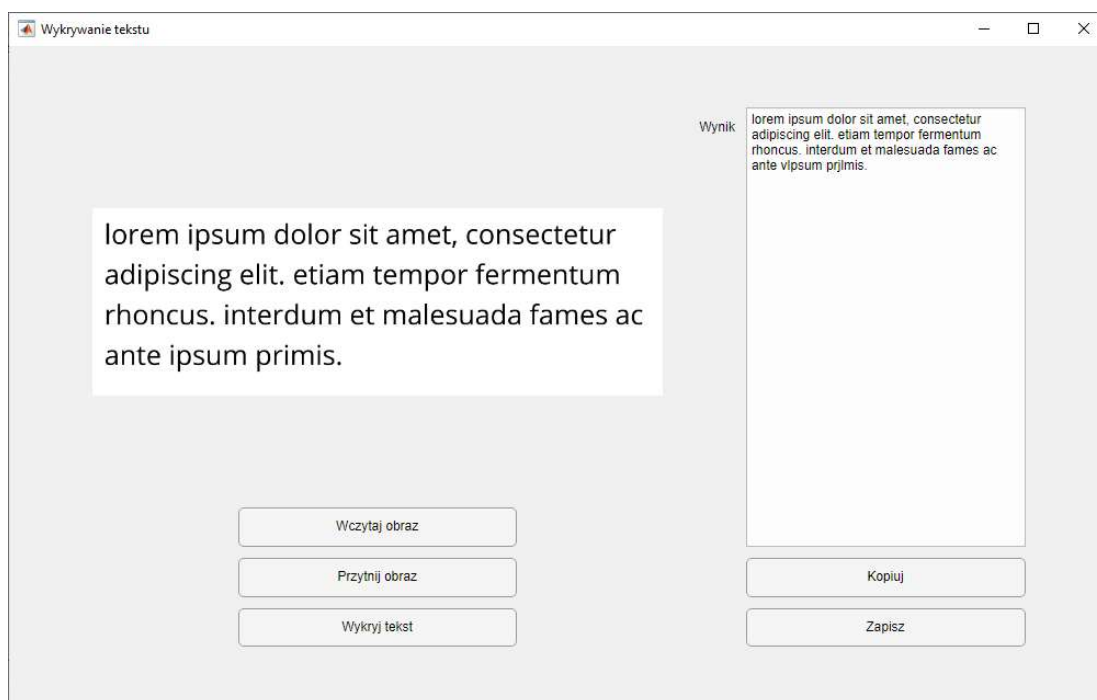 Wykrywanie tekstu
lorem ipsum dolor sit amet, consectetur
adipiscing elit. etiam tempor fermentum
rhoncus. interdum et malesuada fames ac
ante ipsum primis.
Wczytaj obraz
Przytnij obraz
Wykryj tekst
Wynik
lorem ipsum dolor sit amet, consectetur
adipiscing elit. etiam tempor fermentum
rhoncus. interdum et malesuada fames ac
ante vlpsum prjlmis.
Kopiuj
Zapisz